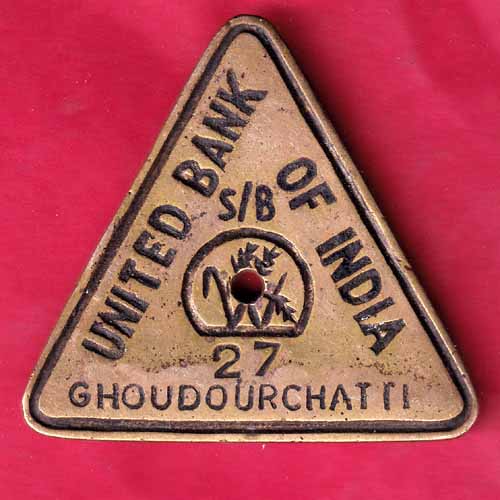 UNITED BANK
OF INDIA
S/B
27
GHOUDOURCHATTI